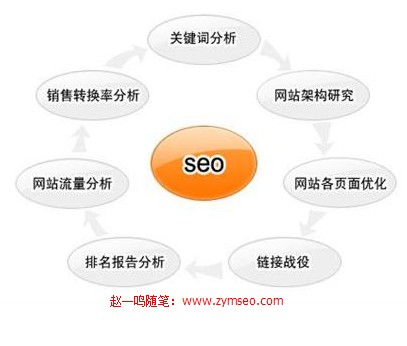 关键词分析
销售转换率分析
网站架构研究
seo
网站流量分析
网站各页面优化
排名报告分析
链接战役
赵一鸣随笔：www.zymseo.com